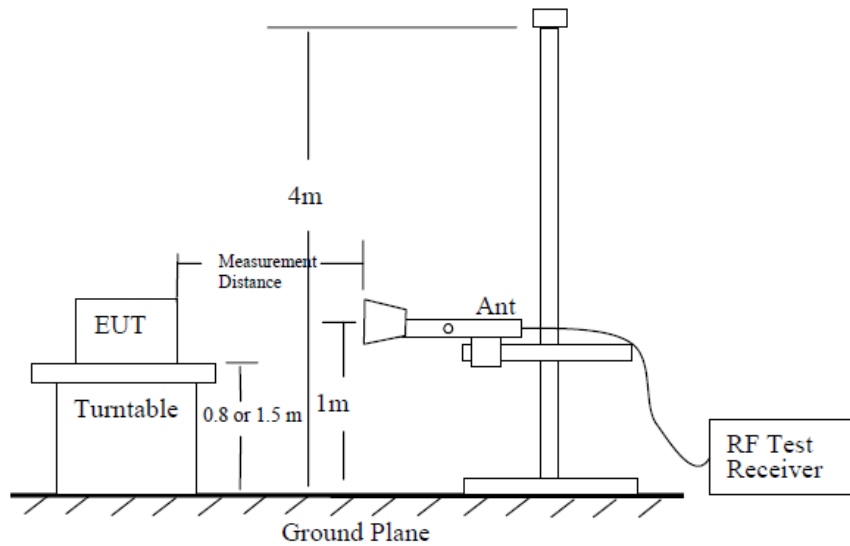 4m
Measurement
Distance
Ant
EUT
Turntable
0.8 or 1.5 m
1m
RF Test
Receiver
Ground Plane